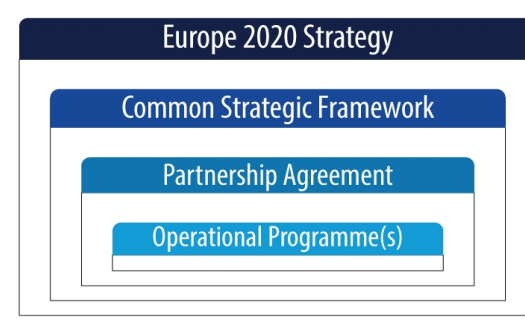 Europe 2020 Strategy
Common Strategic Framework
Partnership Agreement
Operational Programme(s)